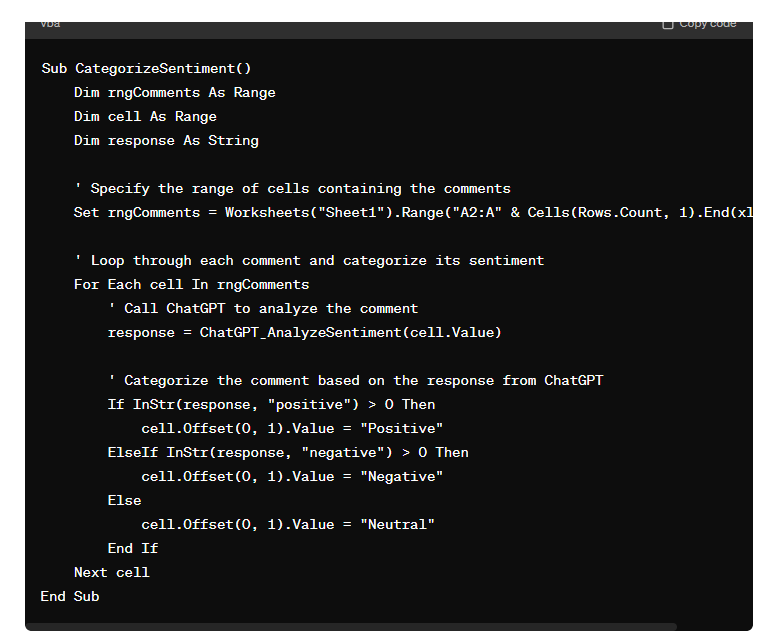 vba
Copy code
Sub CategorizeSentiment()
    Dim rngComments As Range
    Dim cell As Range
    Dim response As String
    ' Specify the range of cells containing the comments
    Set rngComments = Worksheets("Sheet1").Range("A2:A" & Cells(Rows.Count, 1).End(xl
    ' Loop through each comment and categorize its sentiment
    For Each cell In rngComments
        ' Call ChatGPT to analyze the comment
        response = ChatGPT_AnalyzeSentiment(cell.Value)
        ' Categorize the comment based on the response from ChatGPT
        If InStr(response, "positive") > 0 Then
            cell.Offset(0, 1).Value = "Positive"
        ElseIf InStr(response, "negative") > 0 Then
            cell.Offset(0, 1).Value = "Negative"
        Else
            cell.Offset(0, 1).Value = "Neutral"
        End If
    Next cell
End Sub